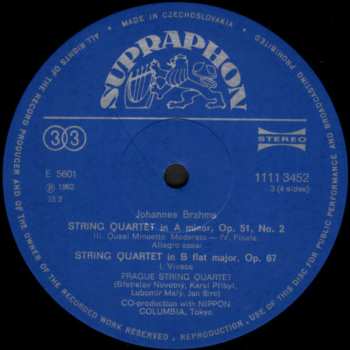 MADE IN CZECHOSLOVAKIA
ALL RIGHTS OF THE RECORD PRODUCER AND OF THE OWNER OF THE RECORDED WORK RESERVED. UNAUTHORIZED REPRODUCTION, USE OF THIS DISC FOR PUBLIC PERFORMANCE AND BROADCASTING PROHIBITED
SUPRAPHON
33
STEREO
E 5601
1111 3452
℗ 1982
3 (4 sides)
Johannes Brahms
STRING QUARTET in A minor, Op. 51, No. 2
III. Quasi Minuetto. Moderato — IV. Finale.
Allegro assai
STRING QUARTET in B flat major, Op. 67
I. Vivace
PRAGUE STRING QUARTET
(Břetislav Novotný, Karel Přibyl,
Lubomír Malý, Jan Širc)
Co-production with NIPPON
COLUMBIA, Tokyo